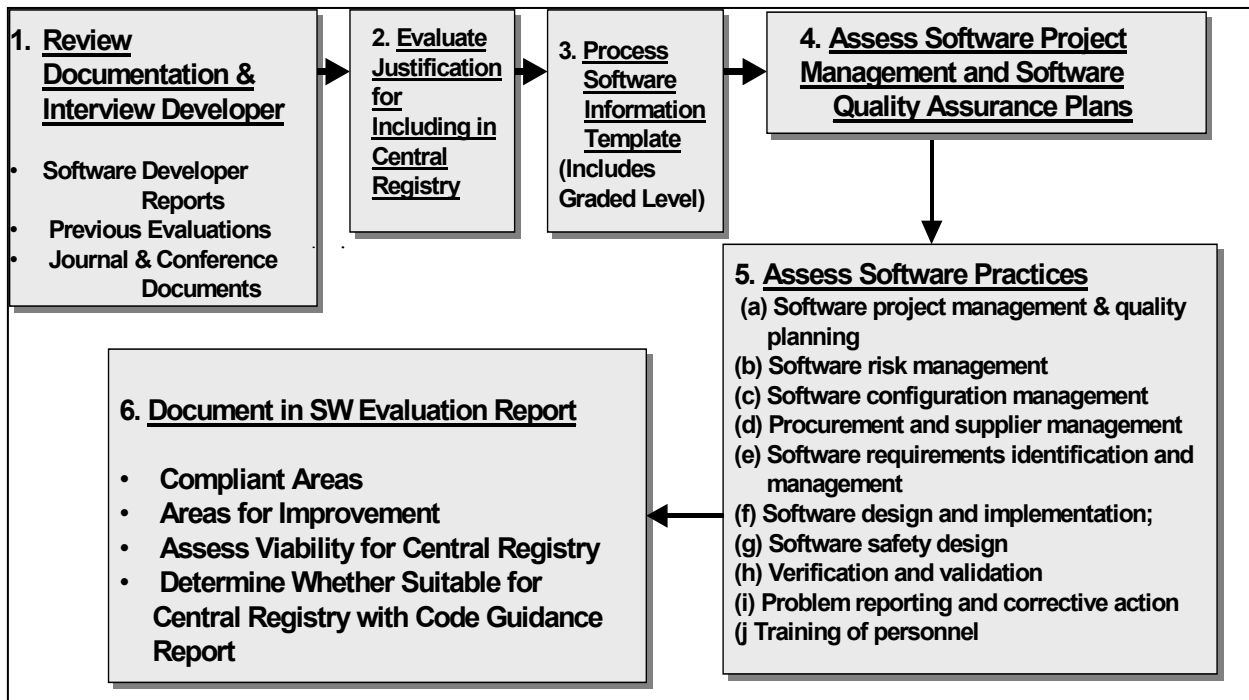 1. Review
Documentation &
Interview Developer
• Software Developer
Reports
• Previous Evaluations
• Journal & Conference
Documents
2. Evaluate
Justification
for
Including in
Central
Registry
3. Process
Software
Information
Template
(Includes
Graded Level)
4. Assess Software Project
Management and Software
Quality Assurance Plans
5. Assess Software Practices
(a) Software project management & quality
planning
(b) Software risk management
(c) Software configuration management
(d) Procurement and supplier management
(e) Software requirements identification and
management
(f) Software design and implementation;
(g) Software safety design
(h) Verification and validation
(i) Problem reporting and corrective action
(j Training of personnel
6. Document in SW Evaluation Report
• Compliant Areas
• Areas for Improvement
• Assess Viability for Central Registry
• Determine Whether Suitable for
Central Registry with Code Guidance
Report